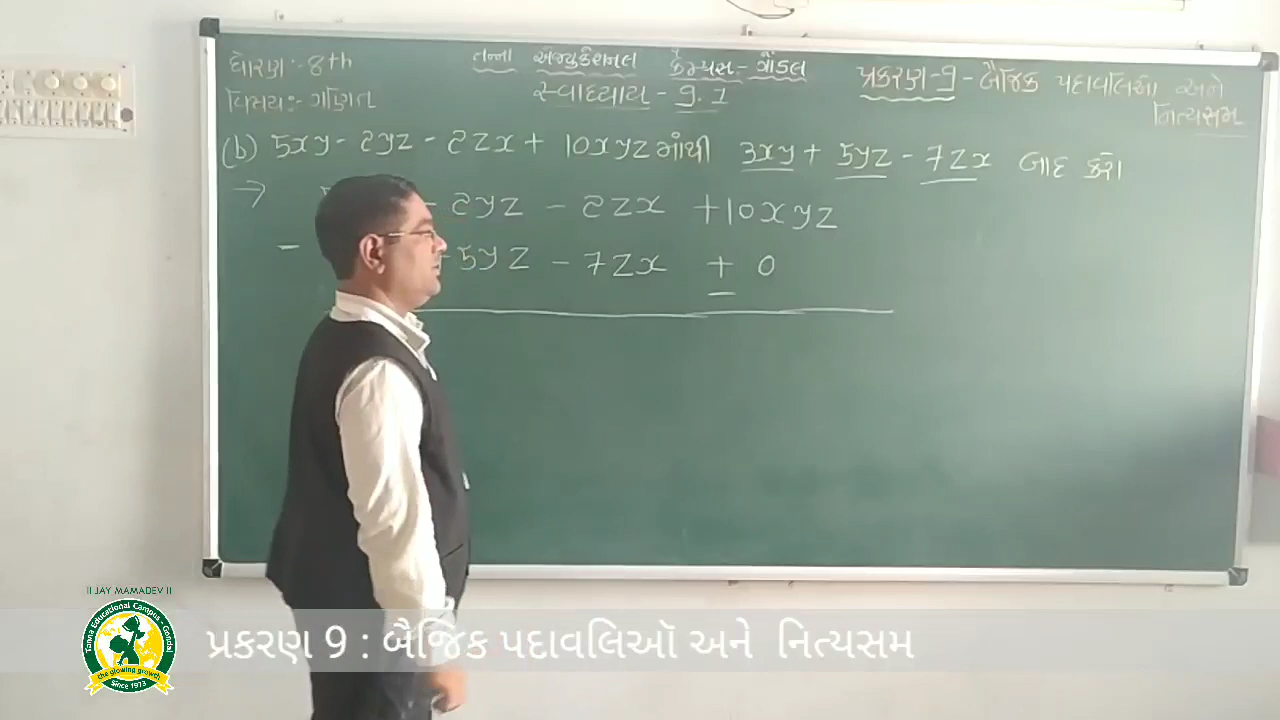 ધોરણ:- 8th
વિષય:- ગણિત
તન્ના એજ્યુકેશનલ કેમ્પસ - ગોંડલ
સ્વાધ્યાય - 9.1
પ્રકરણ-9 - બૈજિક પદાવલિઓ અને
નિત્યસમ
(b) 5xy - 2yz - 2zx + 10xyz માંથી 3xy + 5yz - 7zx બાદ કરો
→ - 2yz - 2zx +10xyz
- 5yz - 7zx + 0
II JAY MAMADEV II
Tanna Educational Campus - Gondal
the glowing growth
Since 1973
પ્રકરણ 9 : બૈજિક પદાવલિઑ અને નિત્યસમ